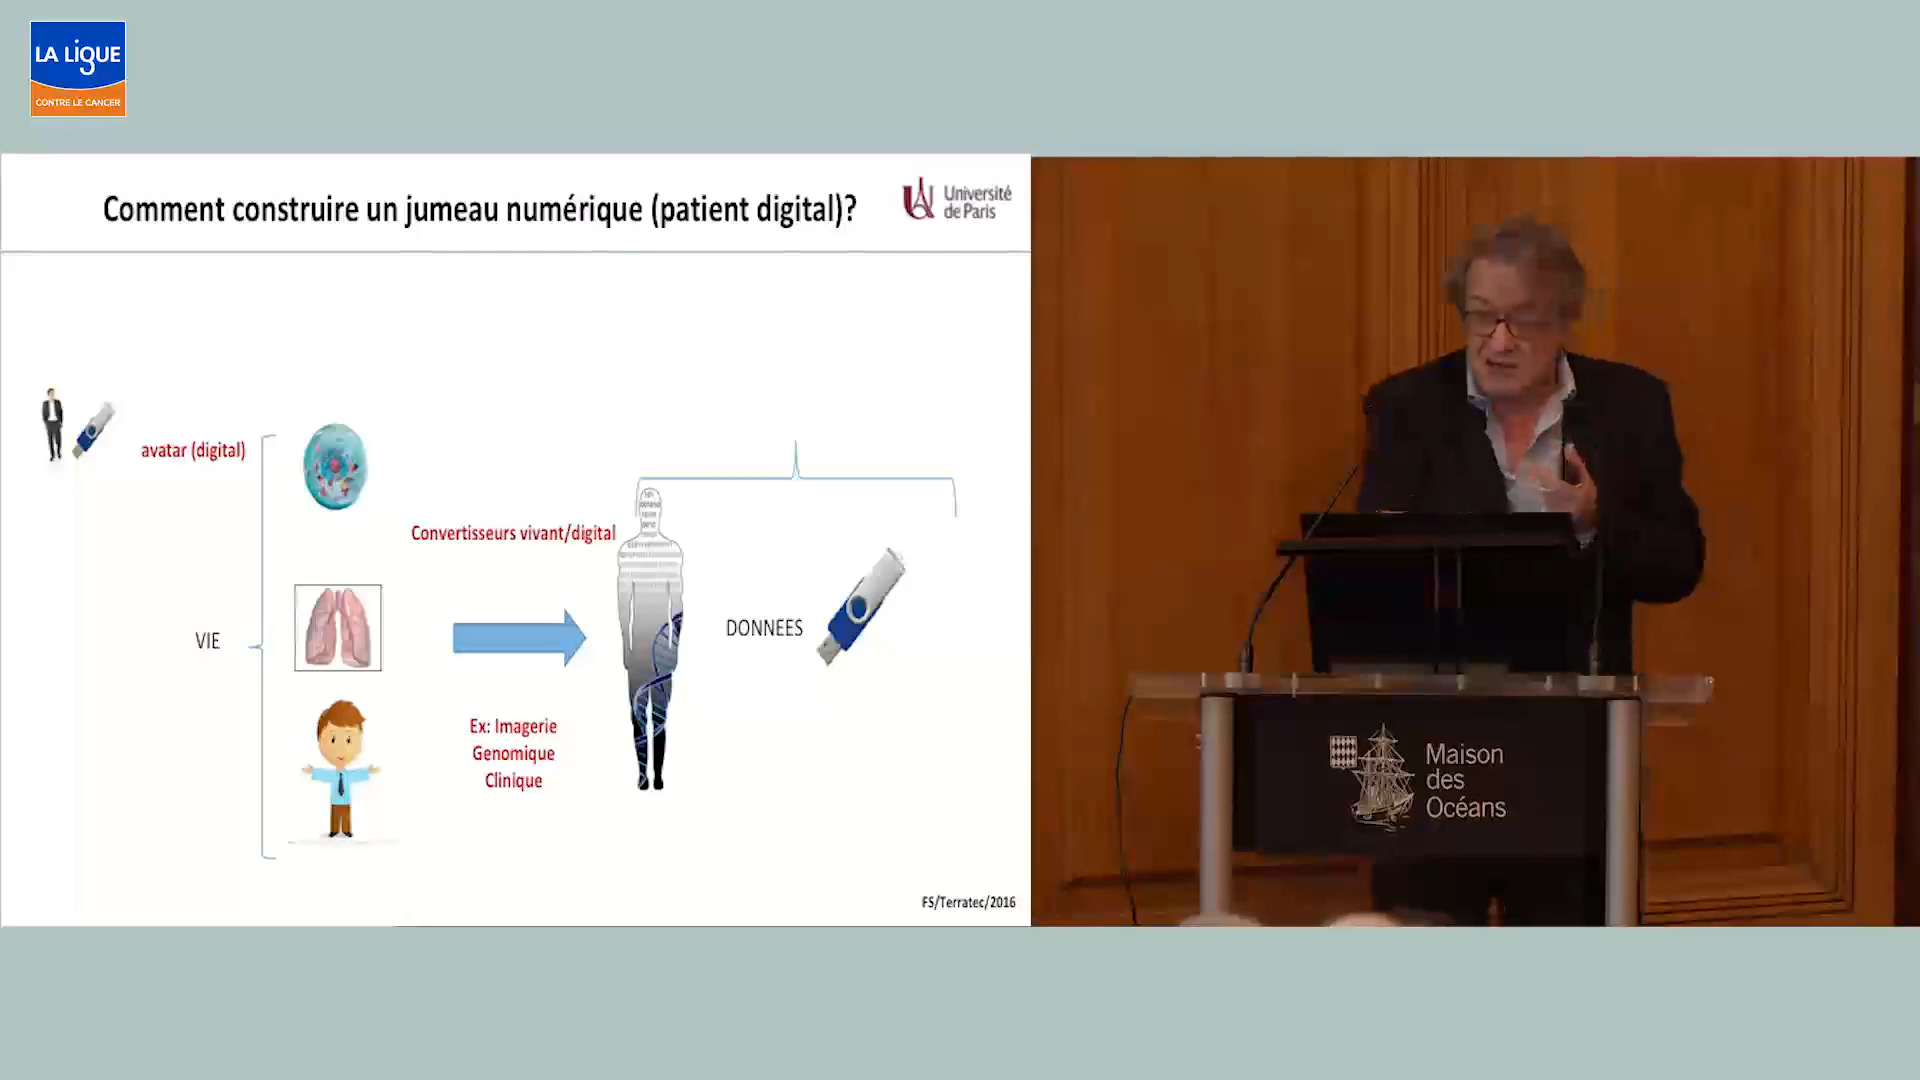 LA LIGUE
CONTRE LE CANCER
Comment construire un jumeau numérique (patient digital)?
Université
de Paris
avatar (digital)
Convertisseurs vivant/digital
VIE
DONNEES
Ex: Imagerie
Genomique
Clinique
FS/Terratec/2016
Maison
des
Océans